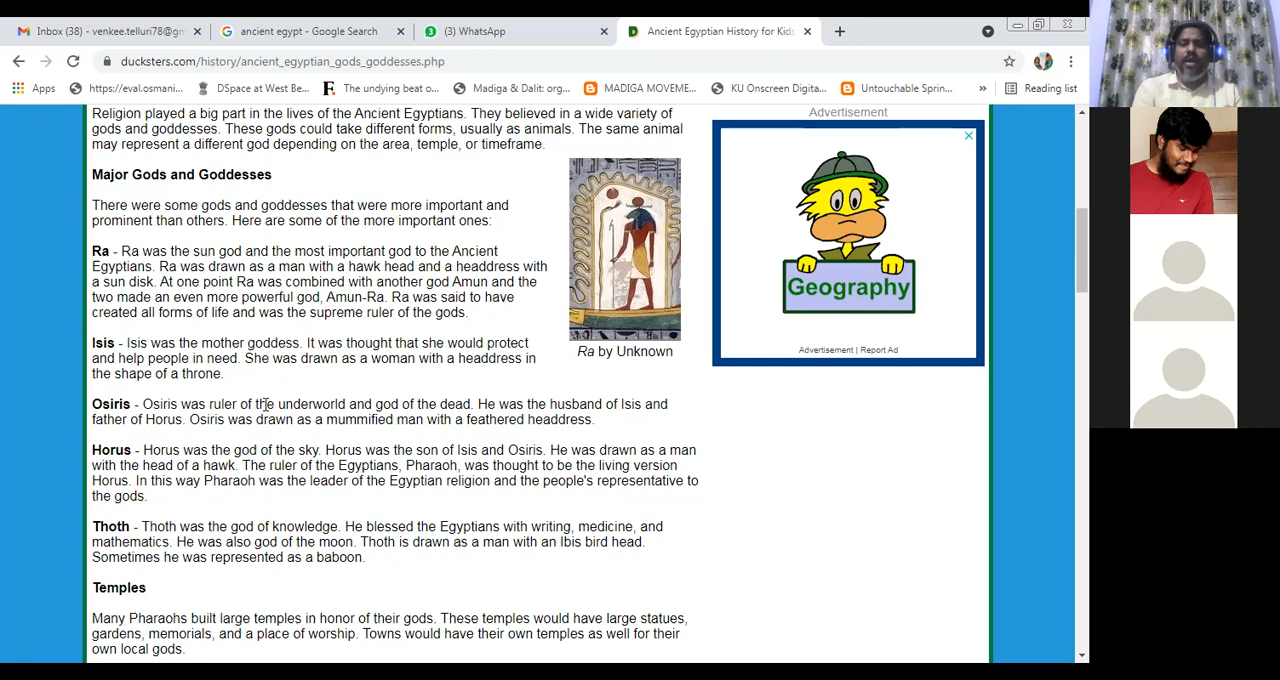 Inbox (38) - venkee.telluri78@gm
ancient egypt - Google Search
(3) WhatsApp
Ancient Egyptian History for Kids
ducksters.com/history/ancient_egyptian_gods_goddesses.php
Apps
https://eval.osmani...
DSpace at West Be...
The undying beat o...
Madiga & Dalit: org...
MADIGA MOVEME...
KU Onscreen Digita...
Untouchable Sprin...
»
Reading list
Religion played a big part in the lives of the Ancient Egyptians. They believed in a wide variety of
gods and goddesses. These gods could take different forms, usually as animals. The same animal
may represent a different god depending on the area, temple, or timeframe.
Major Gods and Goddesses
There were some gods and goddesses that were more important and
prominent than others. Here are some of the more important ones:
Ra - Ra was the sun god and the most important god to the Ancient
Egyptians. Ra was drawn as a man with a hawk head and a headdress with
a sun disk. At one point Ra was combined with another god Amun and the
two made an even more powerful god, Amun-Ra. Ra was said to have
created all forms of life and was the supreme ruler of the gods.
Isis - Isis was the mother goddess. It was thought that she would protect
and help people in need. She was drawn as a woman with a headdress in
the shape of a throne.
Ra by Unknown
Osiris - Osiris was ruler of the underworld and god of the dead. He was the husband of Isis and
father of Horus. Osiris was drawn as a mummified man with a feathered headdress.
Horus - Horus was the god of the sky. Horus was the son of Isis and Osiris. He was drawn as a man
with the head of a hawk. The ruler of the Egyptians, Pharaoh, was thought to be the living version
Horus. In this way Pharaoh was the leader of the Egyptian religion and the people's representative to
the gods.
Thoth - Thoth was the god of knowledge. He blessed the Egyptians with writing, medicine, and
mathematics. He was also god of the moon. Thoth is drawn as a man with an Ibis bird head.
Sometimes he was represented as a baboon.
Temples
Many Pharaohs built large temples in honor of their gods. These temples would have large statues,
gardens, memorials, and a place of worship. Towns would have their own temples as well for their
own local gods.
Advertisement
Geography
Advertisement | Report Ad